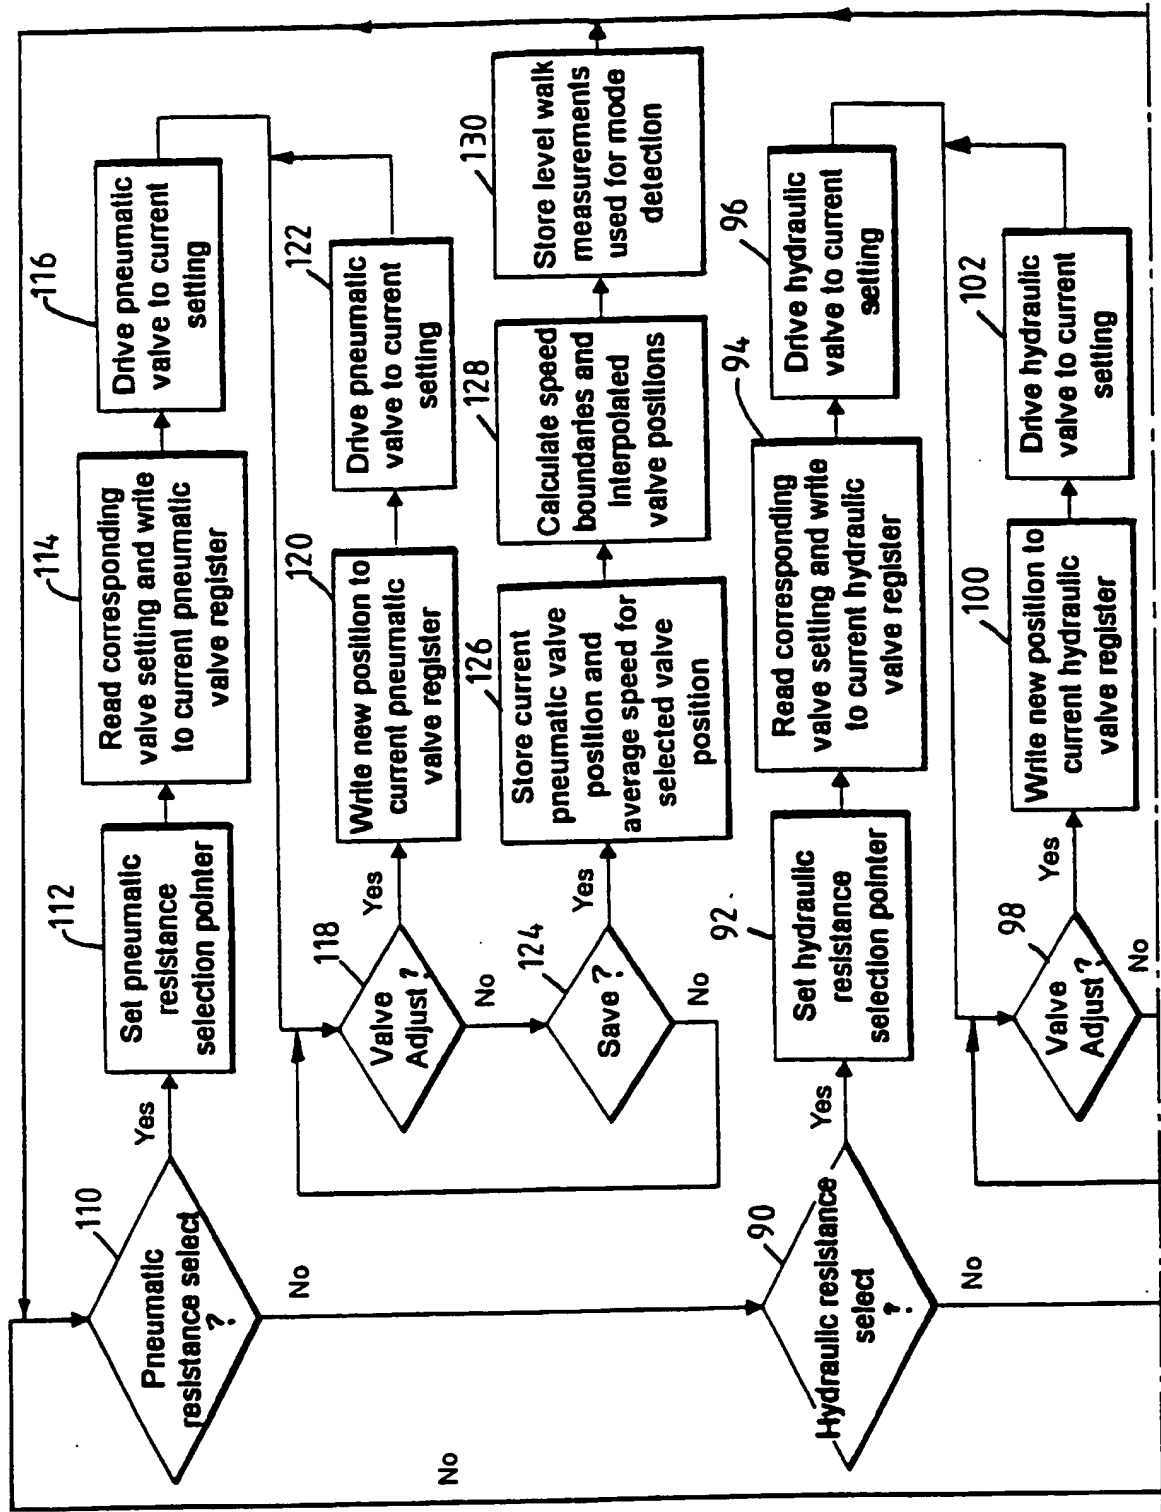 110
Pneumatic
resistance select
?
Yes
No
112
Set pneumatic
resistance
selection pointer
114
Read corresponding
valve setting and write
to current pneumatic
valve register
116
Drive pneumatic
valve to current
setting
118
Valve
Adjust ?
Yes
No
120
Write new position to
current pneumatic
valve register
122
Drive pneumatic
valve to current
setting
124
Save ?
Yes
No
126
Store current
pneumatic valve
position and
average speed for
selected valve
position
128
Calculate speed
boundaries and
Interpolated
valve positions
130
Store level walk
measurements
used for mode
detection
No
90
Hydraulic resistance
select
?
Yes
No
92
Set hydraulic
resistance
selection pointer
94
Read corresponding
valve setting and write
to current hydraulic
valve register
96
Drive hydraulic
valve to current
setting
98
Valve
Adjust ?
Yes
No
100
Write new position to
current hydraulic
valve register
102
Drive hydraulic
valve to current
setting